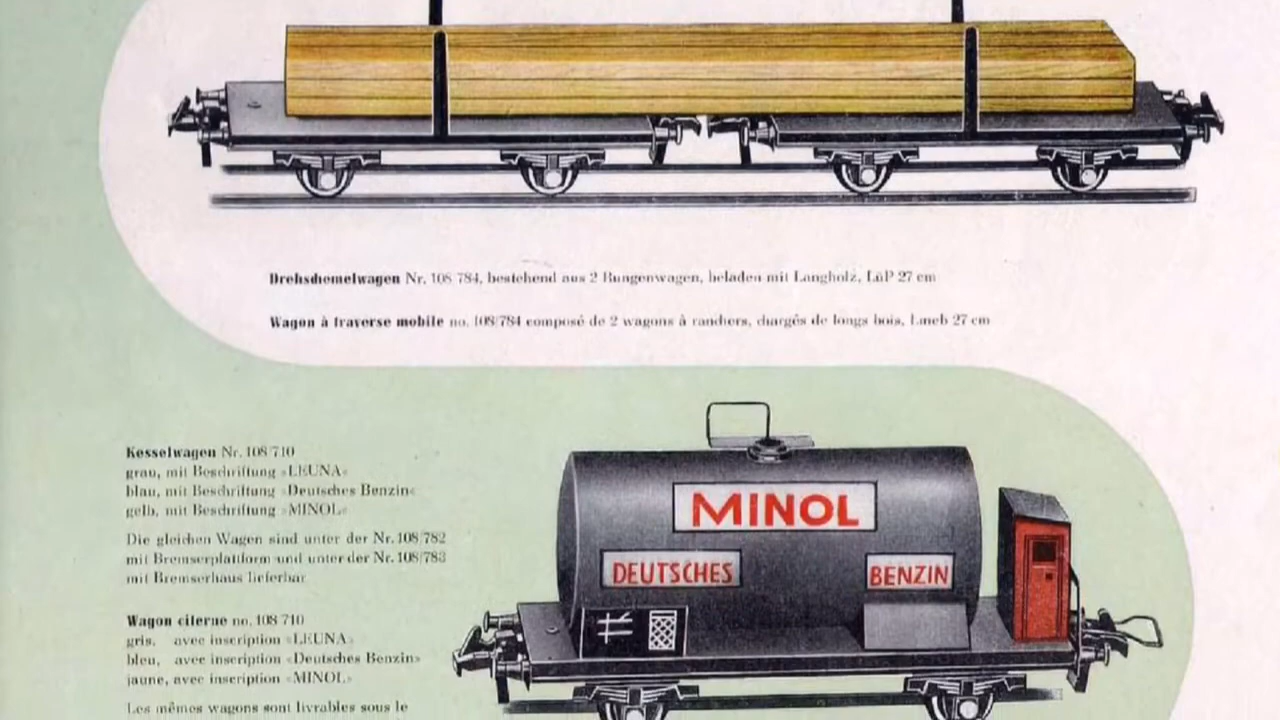 Drehschemelwagen Nr. 108/784, bestehend aus 2 Rungenwagen, beladen mit Langholz, LüP 27 cm
Wagon à traverse mobile no. 108/784 composé de 2 wagons à ranchers, chargés de longs bois, Lmeb 27 cm
Kesselwagen Nr. 108/710
grau, mit Beschriftung »LEUNA«
blau, mit Beschriftung »Deutsches Benzin«
gelb, mit Beschriftung »MINOL«
Die gleichen Wagen sind unter der Nr. 108/782
mit Bremserplattform und unter der Nr. 108/783
mit Bremserhaus lieferbar
Wagon citerne no. 108/710
gris, avec inscription «LEUNA»
bleu, avec inscription «Deutsches Benzin»
jaune, avec inscription «MINOL»
Les mêmes wagons sont livrables sous le
MINOL
DEUTSCHES BENZIN